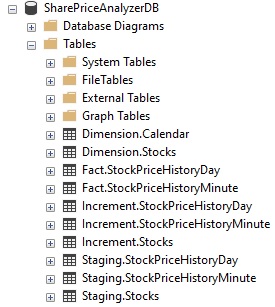 SharePriceAnalyzerDB
Database Diagrams
Tables
System Tables
FileTables
External Tables
Graph Tables
Dimension.Calendar
Dimension.Stocks
Fact.StockPriceHistoryDay
Fact.StockPriceHistoryMinute
Increment.StockPriceHistoryDay
Increment.StockPriceHistoryMinute
Increment.Stocks
Staging.StockPriceHistoryDay
Staging.StockPriceHistoryMinute
Staging.Stocks